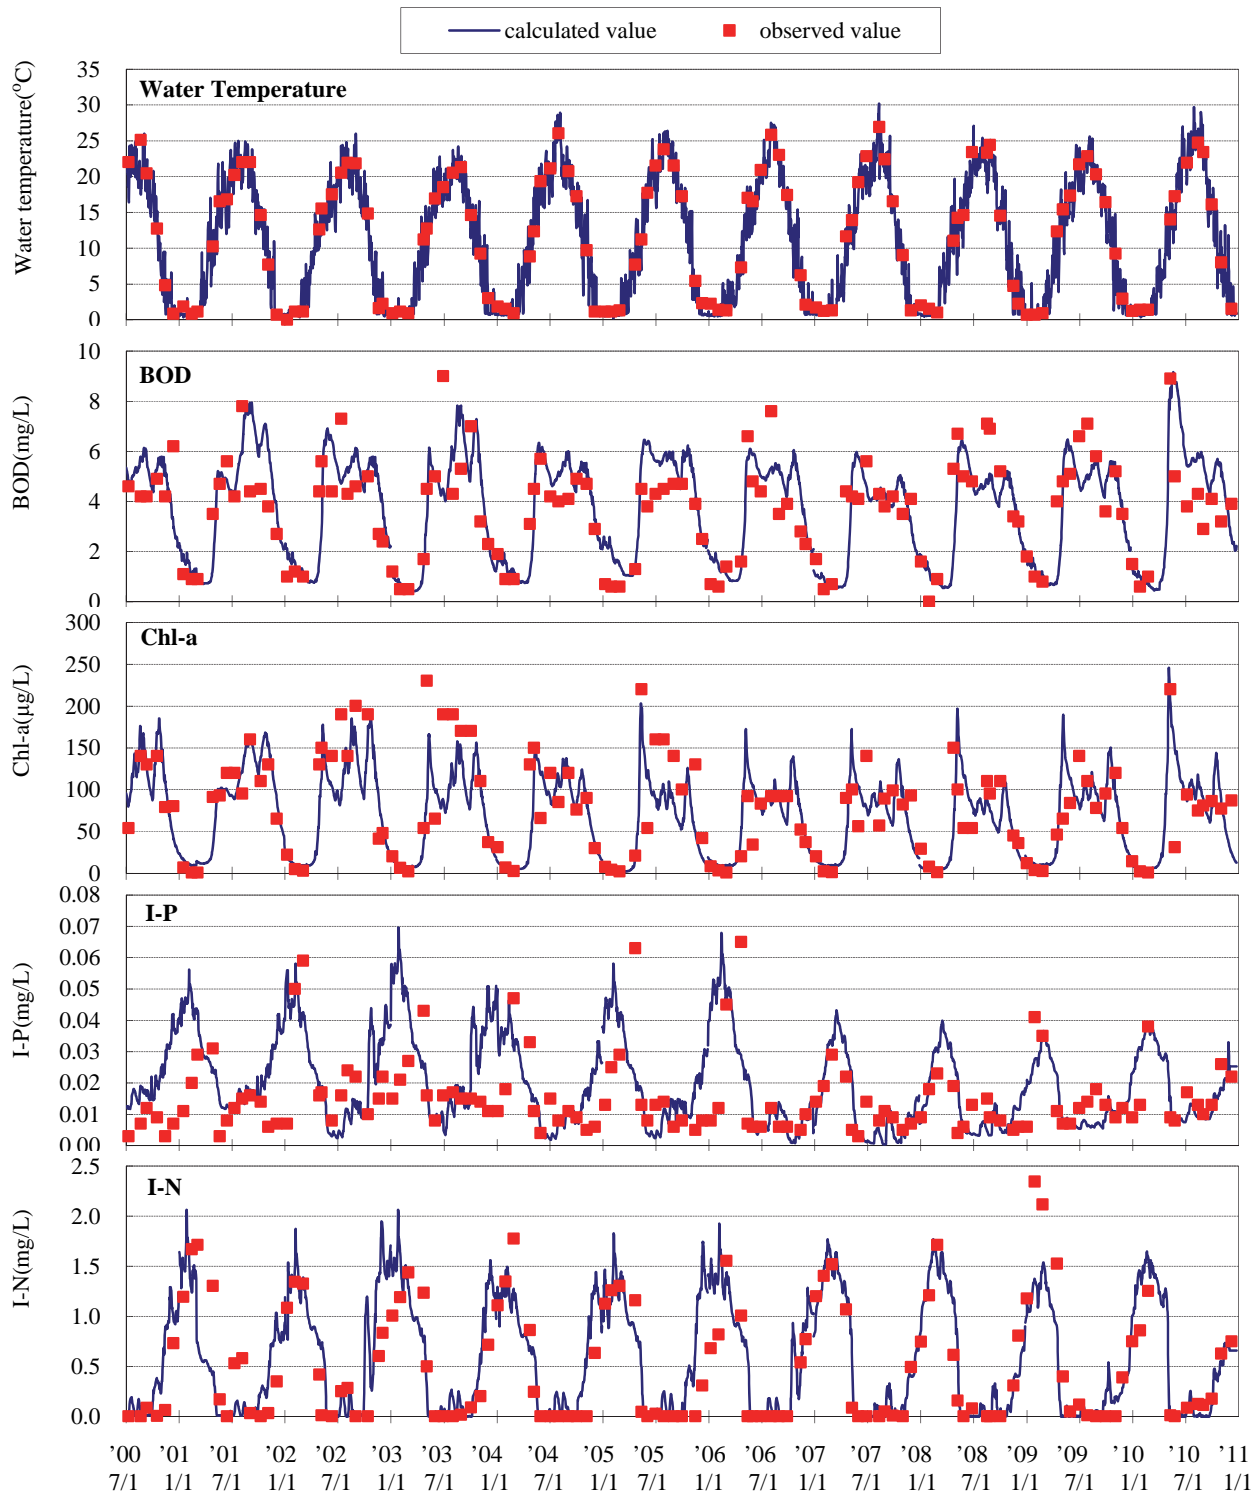 calculated value observed value
Water Temperature
Water temperature(°C)
35
30
25
20
15
10
5
0
BOD
BOD(mg/L)
10
8
6
4
2
0
Chl-a
Chl-a(μg/L)
300
250
200
150
100
50
0
I-P
I-P(mg/L)
0.08
0.07
0.06
0.05
0.04
0.03
0.02
0.01
0.00
I-N
I-N(mg/L)
2.5
2.0
1.5
1.0
0.5
0.0
'00 '01 '01 '02 '02 '03 '03 '04 '04 '05 '05 '06 '06 '07 '07 '08 '08 '09 '09 '10 '10 '11
7/1 1/1 7/1 1/1 7/1 1/1 7/1 1/1 7/1 1/1 7/1 1/1 7/1 1/1 7/1 1/1 7/1 1/1 7/1 1/1 7/1 1/1